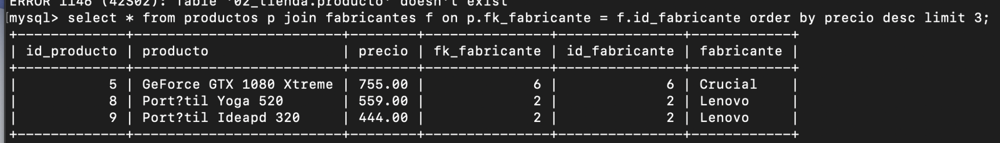 ERROR 1146 (42S02): Table '02_tienda.producto' doesn't exist
mysql> select * from productos p join fabricantes f on p.fk_fabricante = f.id_fabricante order by precio desc limit 3;
+-------------+-------------------------+--------+---------------+---------------+------------+
| id_producto | producto                | precio | fk_fabricante | id_fabricante | fabricante |
+-------------+-------------------------+--------+---------------+---------------+------------+
|           5 | GeForce GTX 1080 Xtreme | 755.00 |             6 |             6 | Crucial    |
|           8 | Port?til Yoga 520       | 559.00 |             2 |             2 | Lenovo     |
|           9 | Port?til Ideapd 320     | 444.00 |             2 |             2 | Lenovo     |
+-------------+-------------------------+--------+---------------+---------------+------------+